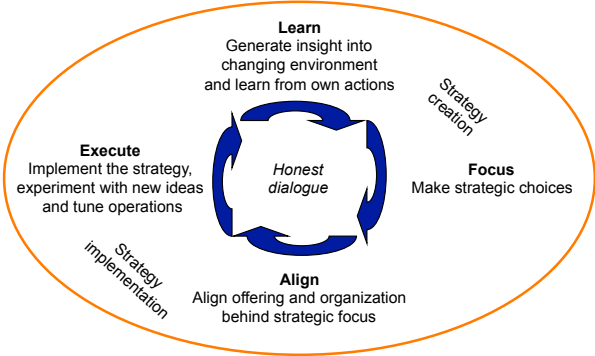 Learn
Generate insight into
changing environment
and learn from own actions
Strategy
creation
Execute
Implement the strategy,
experiment with new ideas
and tune operations
Honest
dialogue
Focus
Make strategic choices
Strategy
implementation
Align
Align offering and organization
behind strategic focus